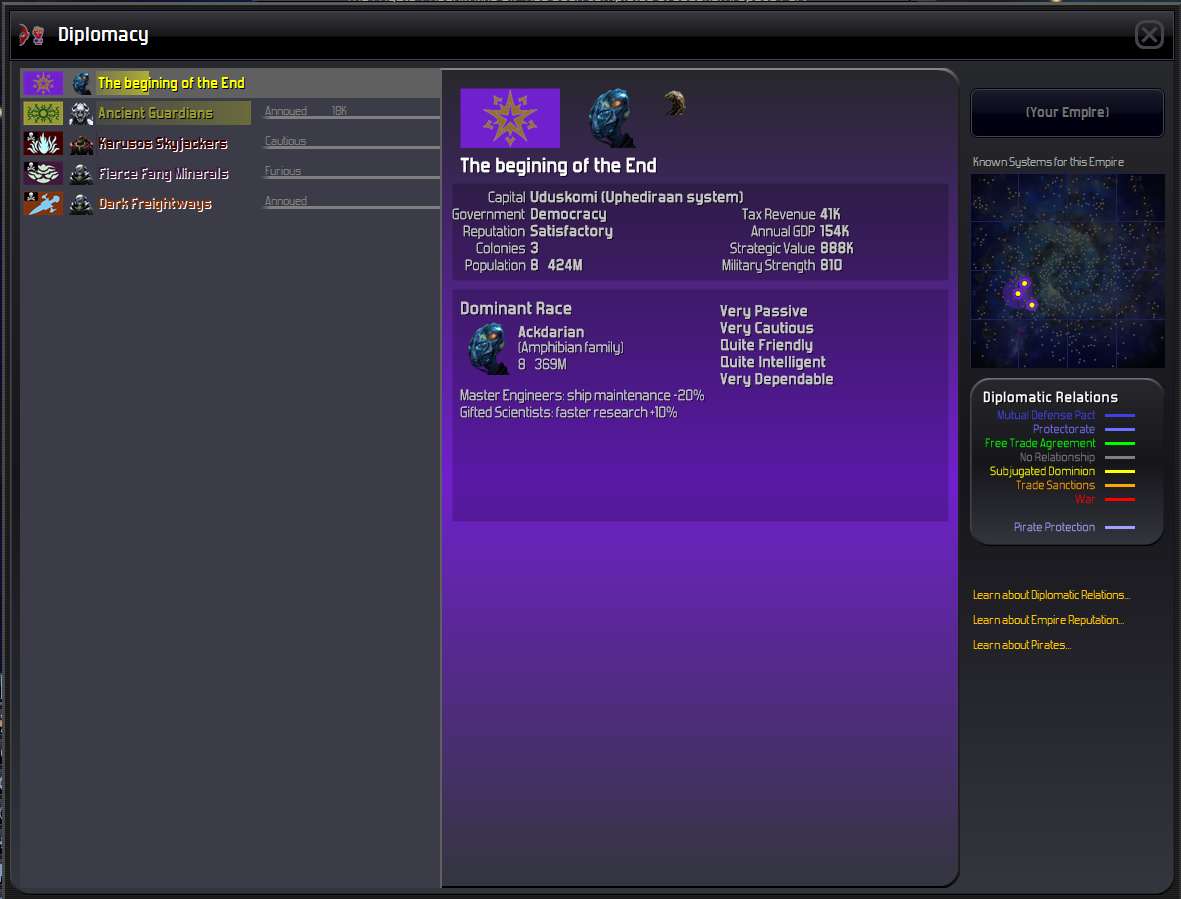 Diplomacy
The begining of the End
Ancient Guardians Annoyed 18K
Karusos Skyjackers Cautious
Fierce Fang Minerals Furious
Dark Freightways Annoyed
The begining of the End
Capital Uduskomi (Uphediraan system)
Government Democracy Tax Revenue 41K
Reputation Satisfactory Annual GDP 154K
Colonies 3 Strategic Value 888K
Population 8 424M Military Strength 810
Dominant Race
Ackdarian
(Amphibian family)
8 369M
Very Passive
Very Cautious
Quite Friendly
Quite Intelligent
Very Dependable
Master Engineers: ship maintenance -20%
Gifted Scientists: faster research +10%
(Your Empire)
Known Systems for this Empire
Diplomatic Relations
Mutual Defense Pact
Protectorate
Free Trade Agreement
No Relationship
Subjugated Dominion
Trade Sanctions
War
Pirate Protection
Learn about Diplomatic Relations...
Learn about Empire Reputation...
Learn about Pirates...